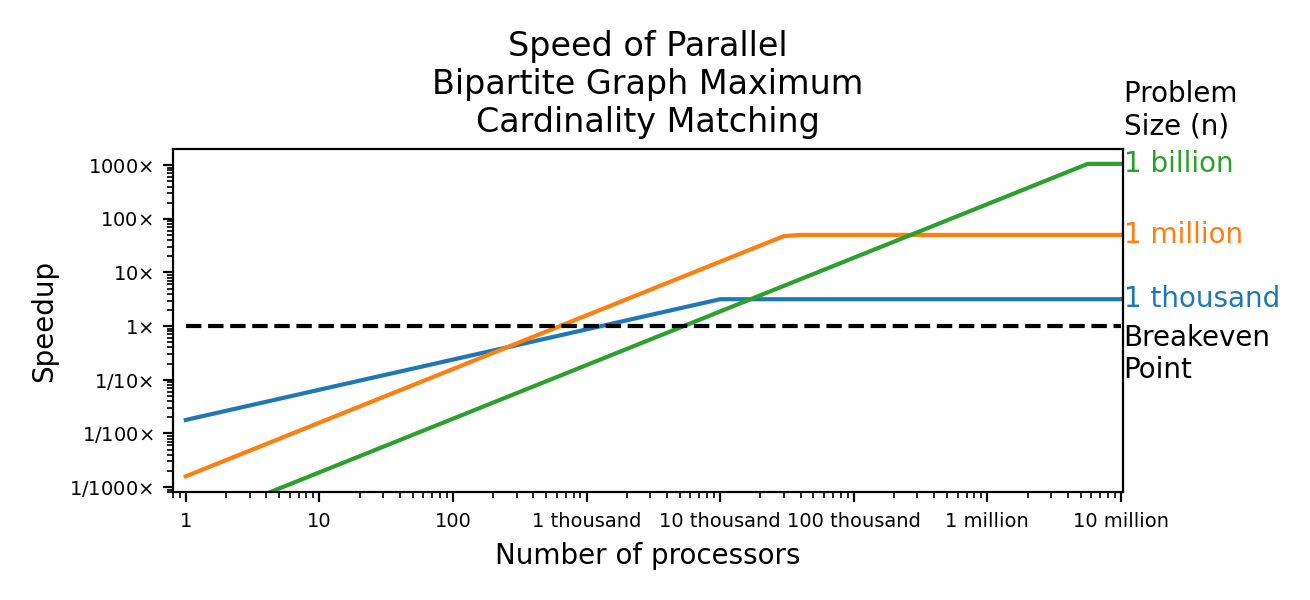 Speed of Parallel
Bipartite Graph Maximum
Cardinality Matching
Problem
Size (n)
1000×
100×
10×
1×
1/10×
1/100×
1/1000×
Speedup
1 billion
1 million
1 thousand
Breakeven
Point
1 10 100 1 thousand 10 thousand 100 thousand 1 million 10 million
Number of processors